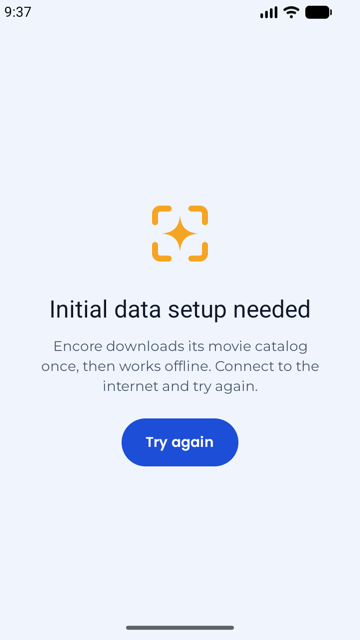 9:37
Initial data setup needed
Encore downloads its movie catalog
once, then works offline. Connect to the
internet and try again.
Try again